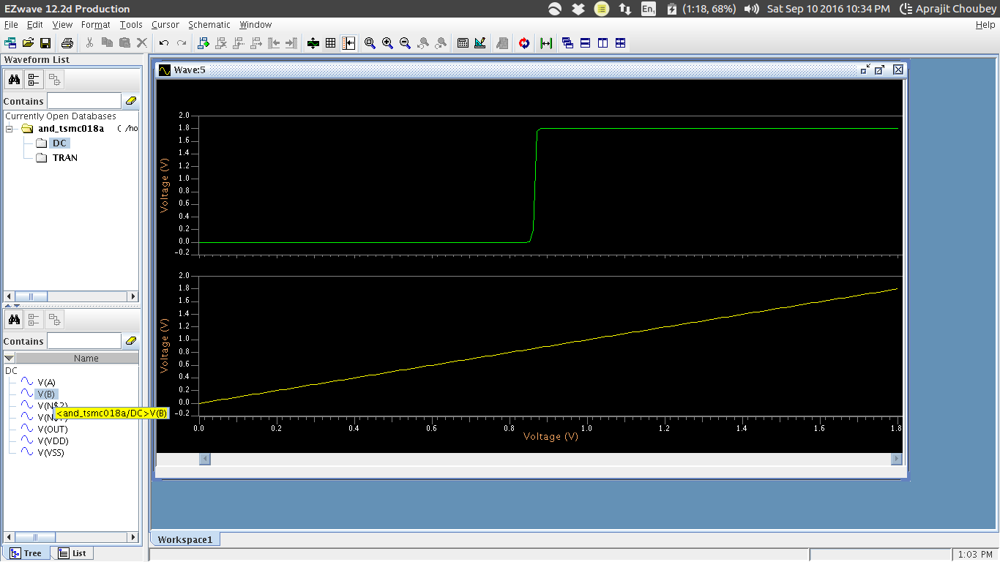 EZwave 12.2d Production
En1 (1:18, 68%) Sat Sep 10 2016 10:34 PM Aprajit Choubey
File Edit View Format Tools Cursor Schematic Window Help
Waveform List
Contains
Currently Open Databases
and_tsmc018a ( /ho
DC
TRAN
Contains
Name
DC
V(A)
V(B)
V(N$2)
<and_tsmc018a/DC>V(B)
V(OUT)
V(VDD)
V(VSS)
Tree List
Wave:5
Voltage (V)
2.0
1.8
1.6
1.4
1.2
1.0
0.8
0.6
0.4
0.2
0.0
-0.2
Voltage (V)
2.0
1.8
1.6
1.4
1.2
1.0
0.8
0.6
0.4
0.2
0.0
-0.2
0.0 0.2 0.4 0.6 0.8 1.0 1.2 1.4 1.6 1.8
Voltage (V)
Workspace1
1:03 PM